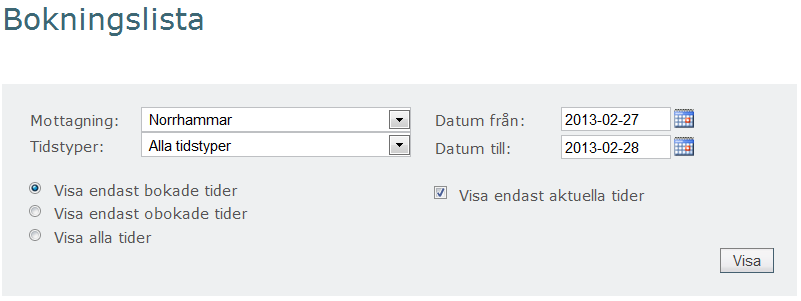 Bokningslista
Mottagning: Norrhammar
Tidstyper: Alla tidstyper
Datum från: 2013-02-27
Datum till: 2013-02-28
Visa endast bokade tider
Visa endast obokade tider
Visa alla tider
Visa endast aktuella tider
Visa